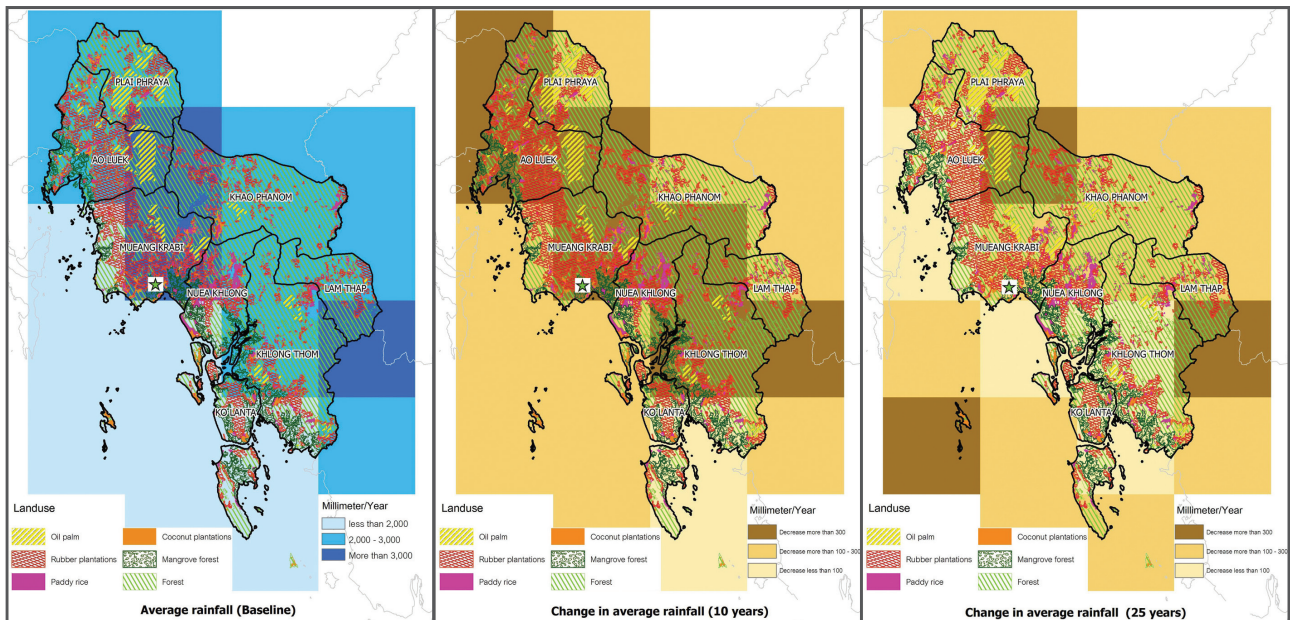 PLAI PHRAYA
AO LUEK
KHAO PHANOM
MUEANG KRABI
NUEA KHLONG
LAM THAP
KHLONG THOM
KO LANTA
Landuse
Oil palm
Rubber plantations
Paddy rice
Coconut plantations
Mangrove forest
Forest
Millimeter/Year
less than 2,000
2,000 - 3,000
More than 3,000
Average rainfall (Baseline)
PLAI PHRAYA
AO LUEK
KHAO PHANOM
MUEANG KRABI
NUEA KHLONG
LAM THAP
KHLONG THOM
KO LANTA
Landuse
Oil palm
Rubber plantations
Paddy rice
Coconut plantations
Mangrove forest
Forest
Millimeter/Year
Decrease more than 300
Decrease more than 100 - 300
Decrease less than 100
Change in average rainfall (10 years)
PLAI PHRAYA
AO LUEK
KHAO PHANOM
MUEANG KRABI
NUEA KHLONG
LAM THAP
KHLONG THOM
KO LANTA
Landuse
Oil palm
Rubber plantations
Paddy rice
Coconut plantations
Mangrove forest
Forest
Millimeter/Year
Decrease more than 300
Decrease more than 100 - 300
Decrease less than 100
Change in average rainfall (25 years)